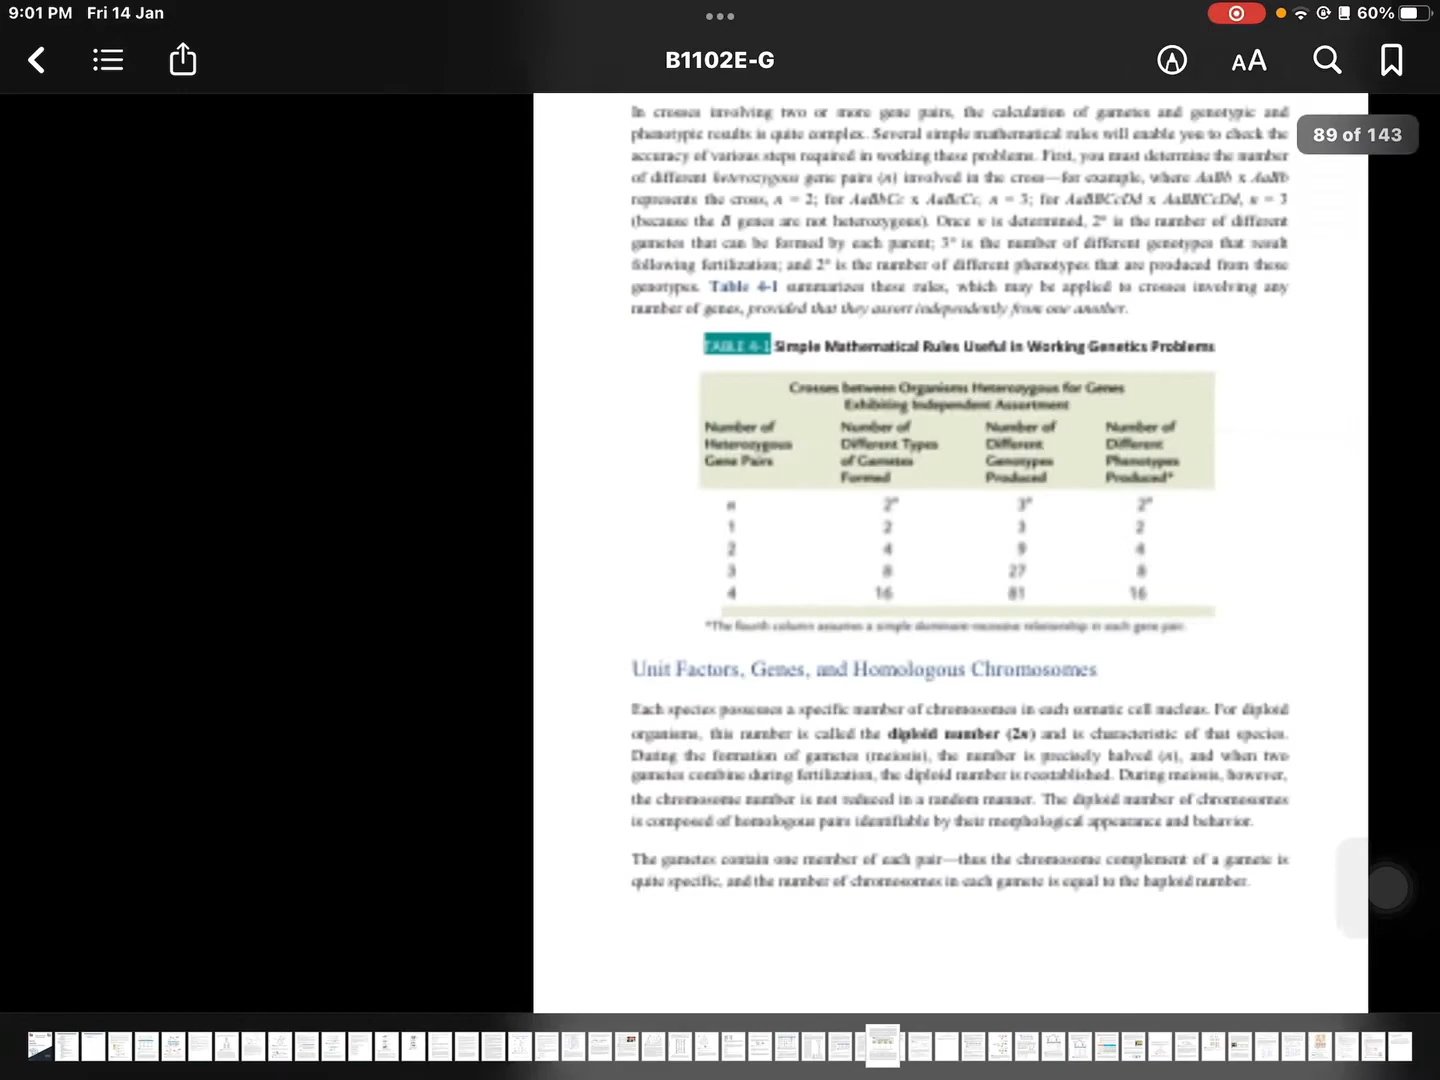 9:01 PM Fri 14 Jan
60%
B1102E-G
89 of 143
In crosses involving two or more gene pairs, the calculation of gametes and genotypic and
phenotypic results is quite complex. Several simple mathematical rules will enable you to check the
accuracy of various steps required in working these problems. First, you must determine the number
of different heterozygous gene pairs (n) involved in the cross—for example, where AaBb x AaBb
represents the cross, n = 2; for AaBbCc x AaBcCc, n = 3; for AaBBCcDd x AaBBCcDd, n = 3
(because the B genes are not heterozygous). Once n is determined, 2ⁿ is the number of different
gametes that can be formed by each parent; 3ⁿ is the number of different genotypes that result
following fertilization; and 2ⁿ is the number of different phenotypes that are produced from these
genotypes. Table 4-1 summarizes these rules, which may be applied to crosses involving any
number of genes, provided that they assort independently from one another.
TABLE 4-1 Simple Mathematical Rules Useful in Working Genetics Problems
Crosses between Organisms Heterozygous for Genes
Exhibiting Independent Assortment
Number of Number of Number of Number of
Heterozygous Different Types Different Different
Gene Pairs of Gametes Genotypes Phenotypes
Formed Produced Produced*
n 2ⁿ 3ⁿ 2ⁿ
1 2 3 2
2 4 9 4
3 8 27 8
4 16 81 16
*The fourth column assumes a simple dominant-recessive relationship in each gene pair.
Unit Factors, Genes, and Homologous Chromosomes
Each species possesses a specific number of chromosomes in each somatic cell nucleus. For diploid
organisms, this number is called the diploid number (2n) and is characteristic of that species.
During the formation of gametes (meiosis), the number is precisely halved (n), and when two
gametes combine during fertilization, the diploid number is reestablished. During meiosis, however,
the chromosome number is not reduced in a random manner. The diploid number of chromosomes
is composed of homologous pairs identifiable by their morphological appearance and behavior.
The gametes contain one member of each pair—thus the chromosome complement of a gamete is
quite specific, and the number of chromosomes in each gamete is equal to the haploid number.